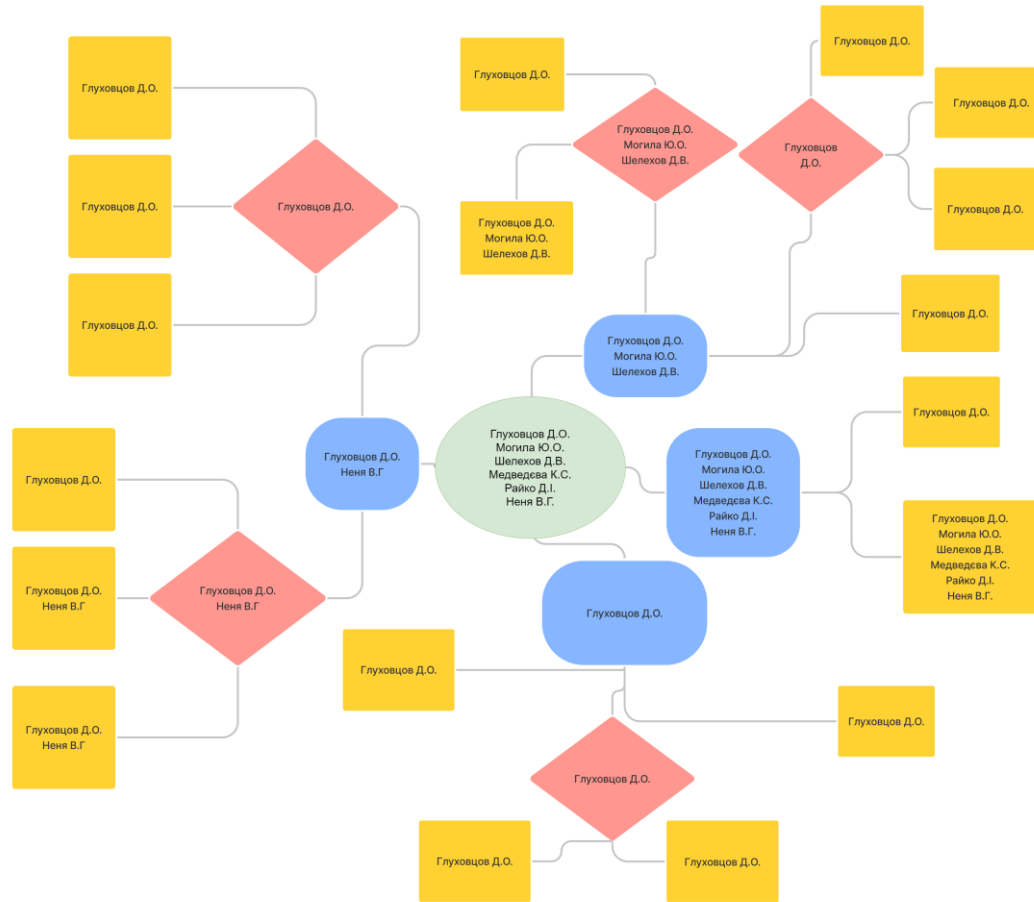 Глуховцов Д.О.
Глуховцов Д.О.
Глуховцов Д.О.
Глуховцов Д.О.
Глуховцов Д.О.
Могила Ю.О.
Шелехов Д.В.
Глуховцов Д.О.
Глуховцов
Д.О.
Глуховцов Д.О.
Глуховцов Д.О.
Глуховцов Д.О.
Глуховцов Д.О.
Могила Ю.О.
Шелехов Д.В.
Глуховцов Д.О.
Глуховцов Д.О.
Глуховцов Д.О.
Глуховцов Д.О.
Могила Ю.О.
Шелехов Д.В.
Глуховцов Д.О.
Глуховцов Д.О.
Неня В.Г
Глуховцов Д.О.
Могила Ю.О.
Шелехов Д.В.
Медведєва К.С.
Райко Д.І.
Неня В.Г.
Глуховцов Д.О.
Могила Ю.О.
Шелехов Д.В.
Медведєва К.С.
Райко Д.І.
Неня В.Г.
Глуховцов Д.О.
Глуховцов Д.О.
Могила Ю.О.
Шелехов Д.В.
Медведєва К.С.
Райко Д.І.
Неня В.Г.
Глуховцов Д.О.
Неня В.Г
Глуховцов Д.О.
Неня В.Г
Глуховцов Д.О.
Глуховцов Д.О.
Глуховцов Д.О.
Неня В.Г
Глуховцов Д.О.
Глуховцов Д.О.
Глуховцов Д.О.
Глуховцов Д.О.